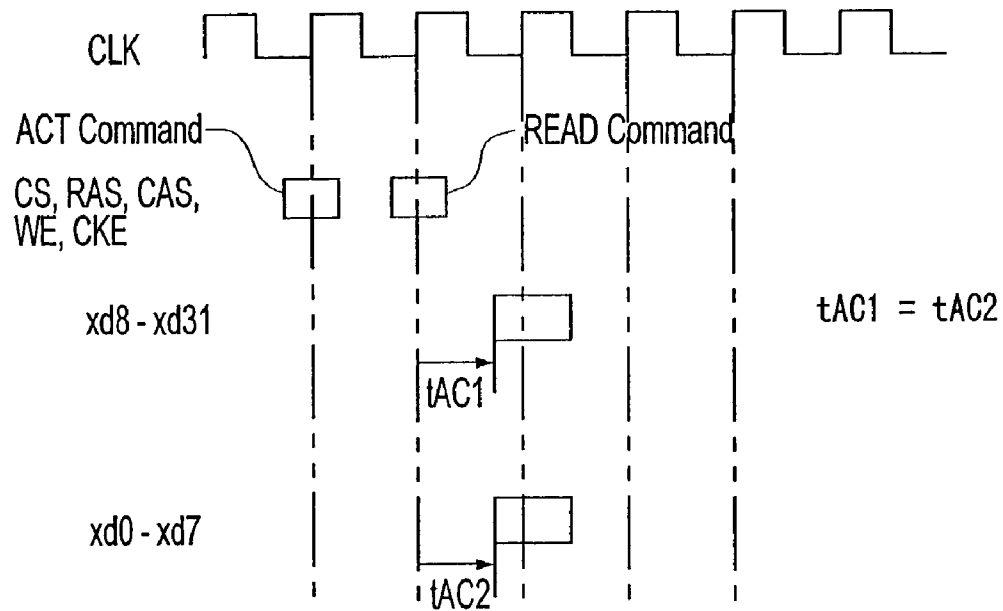 CLK
ACT Command
READ Command
CS, RAS, CAS,
WE, CKE
xd8 - xd31
tAC1 = tAC2
tAC1
xd0 - xd7
tAC2